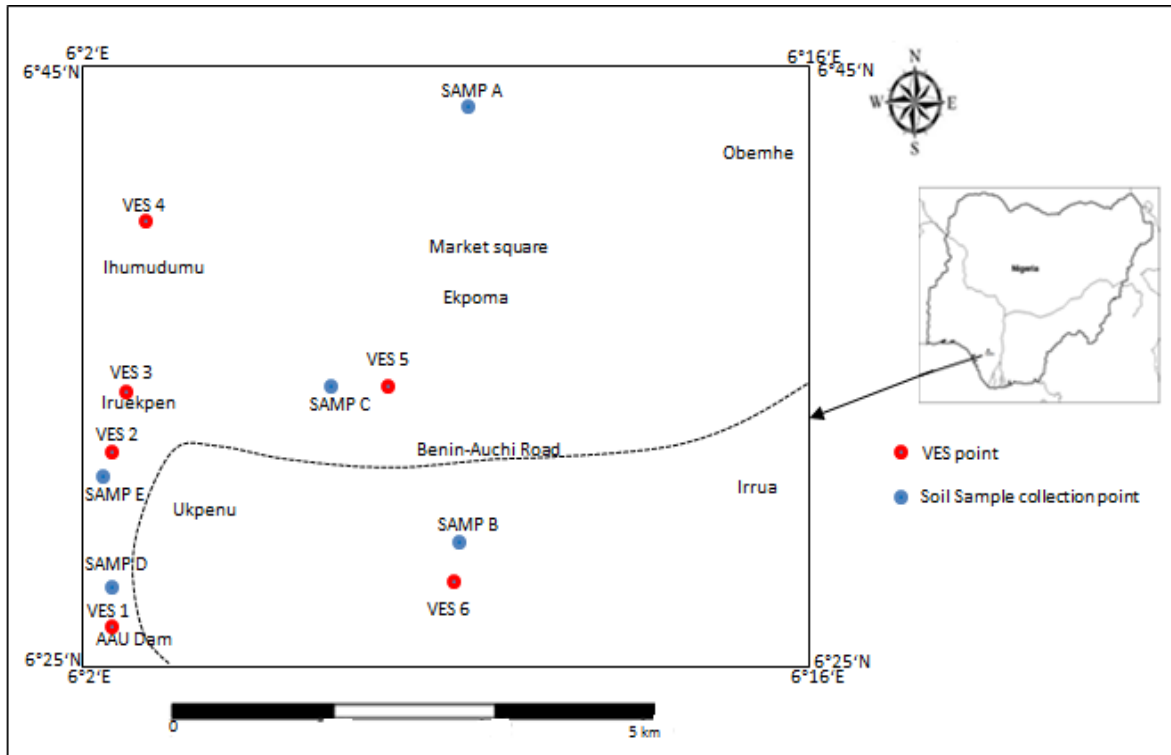 6°2‘E
6°16‘E
6°45‘N
6°45‘N
SAMP A
N
W
E
S
Obemhe
VES 4
Market square
Ihumudumu
Ekpoma
Nigeria
VES 3
VES 5
Iruekpen
SAMP C
VES 2
Benin-Auchi Road
VES point
SAMP E
Irrua
Soil Sample collection point
Ukpenu
SAMP B
SAMP D
VES 1
VES 6
AAU Dam
6°25‘N
6°25‘N
6°2‘E
6°16‘E
0
5 km